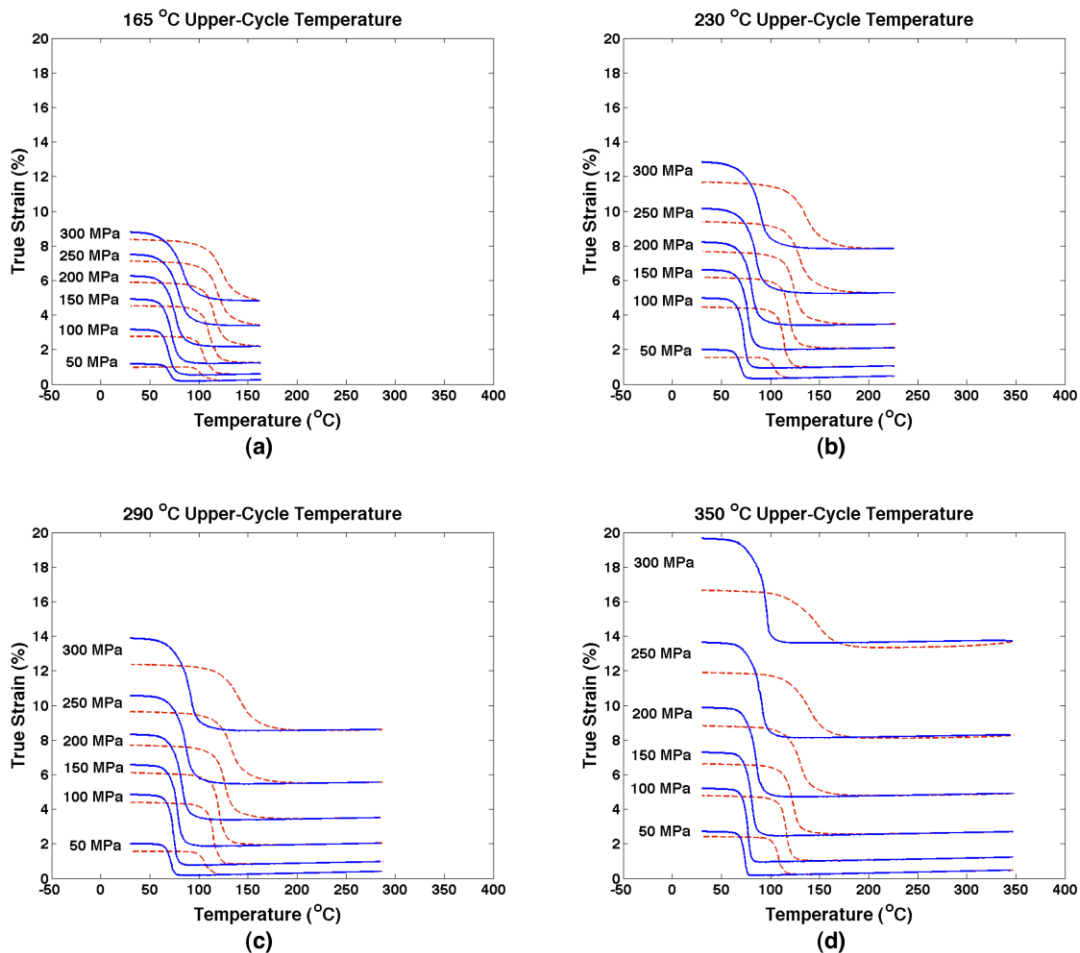 165 °C Upper-Cycle Temperature
20
18
16
14
12
10
8
6
4
2
0
True Strain (%)
300 MPa
250 MPa
200 MPa
150 MPa
100 MPa
50 MPa
-50 0 50 100 150 200 250 300 350 400
Temperature (°C)
(a)
230 °C Upper-Cycle Temperature
20
18
16
14
12
10
8
6
4
2
0
True Strain (%)
300 MPa
250 MPa
200 MPa
150 MPa
100 MPa
50 MPa
-50 0 50 100 150 200 250 300 350 400
Temperature (°C)
(b)
290 °C Upper-Cycle Temperature
20
18
16
14
12
10
8
6
4
2
0
True Strain (%)
300 MPa
250 MPa
200 MPa
150 MPa
100 MPa
50 MPa
-50 0 50 100 150 200 250 300 350 400
Temperature (°C)
(c)
350 °C Upper-Cycle Temperature
20
18
16
14
12
10
8
6
4
2
0
True Strain (%)
300 MPa
250 MPa
200 MPa
150 MPa
100 MPa
50 MPa
-50 0 50 100 150 200 250 300 350 400
Temperature (°C)
(d)